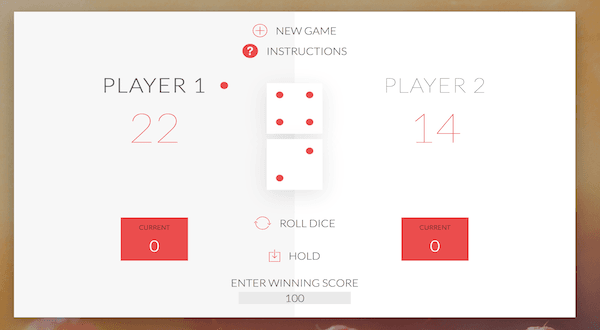 NEW GAME
INSTRUCTIONS
PLAYER 1
PLAYER 2
22
14
CURRENT
0
ROLL DICE
CURRENT
0
HOLD
ENTER WINNING SCORE
100